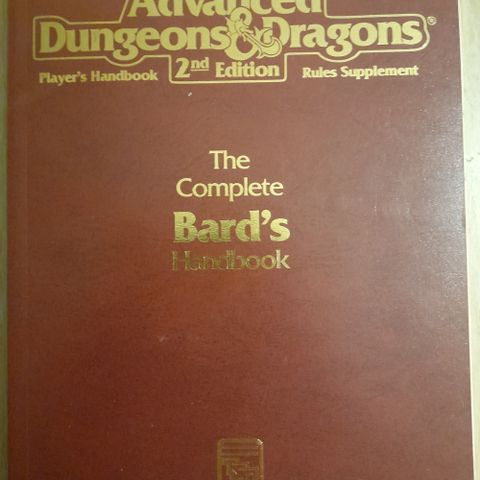 Advanced
Dungeons & Dragons®
Player's Handbook 2nd Edition Rules Supplement
The
Complete
Bard's
Handbook